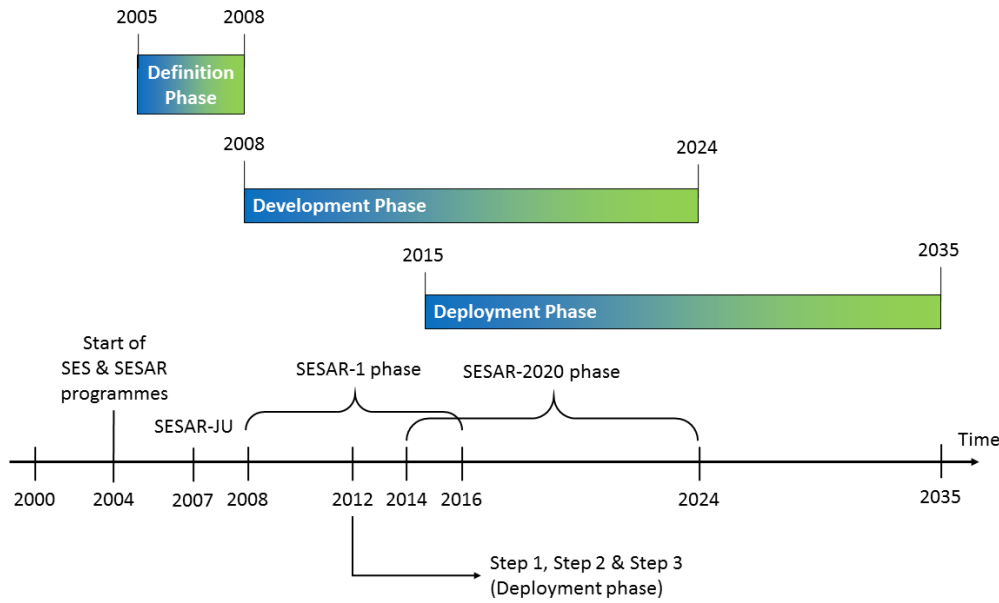 2005 2008
Definition
Phase
2008 2024
Development Phase
2015 2035
Deployment Phase
Start of
SES & SESAR
programmes
SESAR-1 phase SESAR-2020 phase
SESAR-JU
Time
2000 2004 2007 2008 2012 2014 2016 2024 2035
Step 1, Step 2 & Step 3
(Deployment phase)